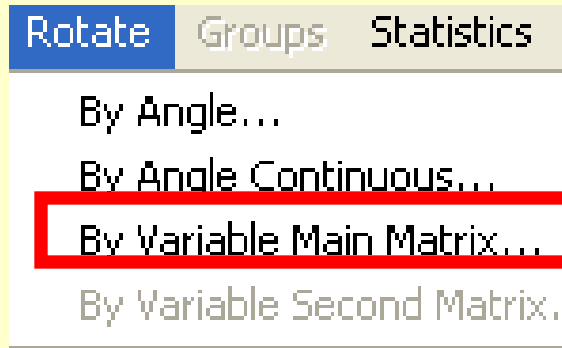 Rotate Groups Statistics
By Angle...
By Angle Continuous...
By Variable Main Matrix...
By Variable Second Matrix.